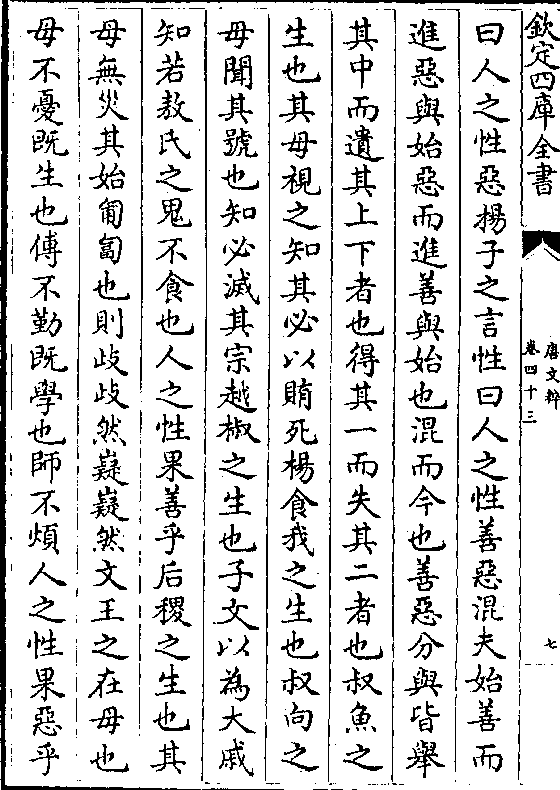 欽定四庫全書
唐文粹
卷四十三
七
曰人之性惡揚子之言性曰人之性善惡混夫始善而
進惡與始惡而進善與始也混而今也善惡分與皆舉
其中而遺其上下者也得其一而失其二者也叔魚之
生也其母視之知其必以賄死楊食我之生也叔向之
母聞其號也知必滅其宗越椒之生也子文以為大戚
知若敖氏之鬼不食也人之性果善乎后稷之生也其
母無災其始匍匐也則歧歧然嶷嶷然文王之在母也
母不憂既生也傅不勤既學也師不煩人之性果惡乎